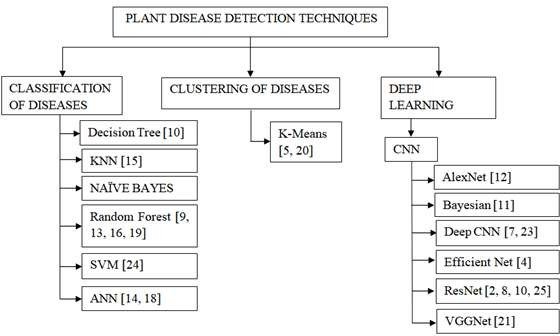 PLANT DISEASE DETECTION TECHNIQUES
CLASSIFICATION
OF DISEASES
Decision Tree [10]
KNN [15]
NAÏVE BAYES
Random Forest [9,
13, 16, 19]
SVM [24]
ANN [14, 18]
CLUSTERING OF DISEASES
K-Means
[5, 20]
DEEP
LEARNING
CNN
AlexNet [12]
Bayesian [11]
Deep CNN [7, 23]
Efficient Net [4]
ResNet [2, 8, 10, 25]
VGGNet [21]